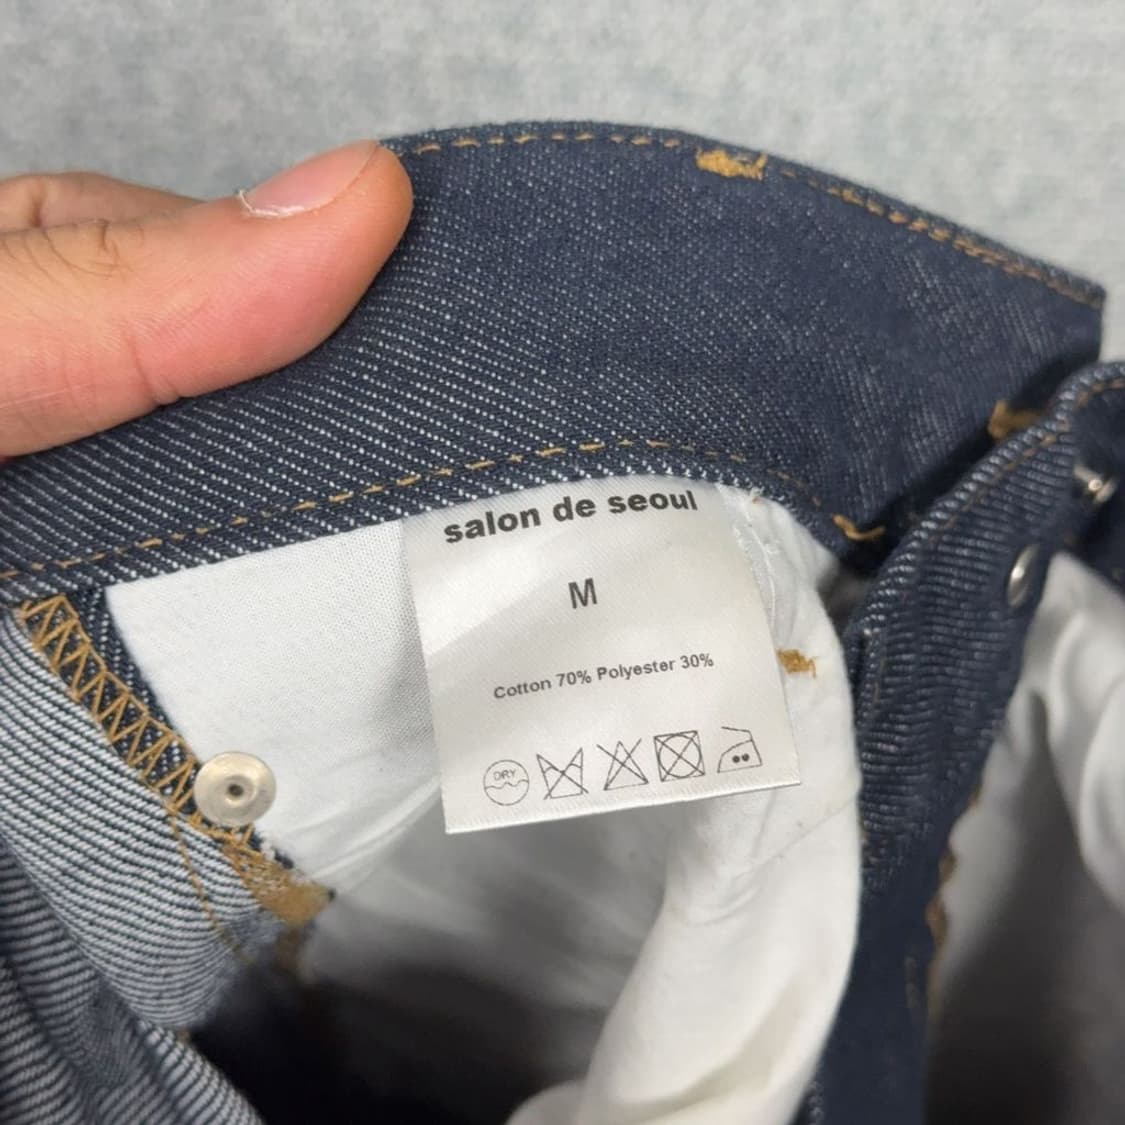 salon de seoul
M
Cotton 70% Polyester 30%
DRY